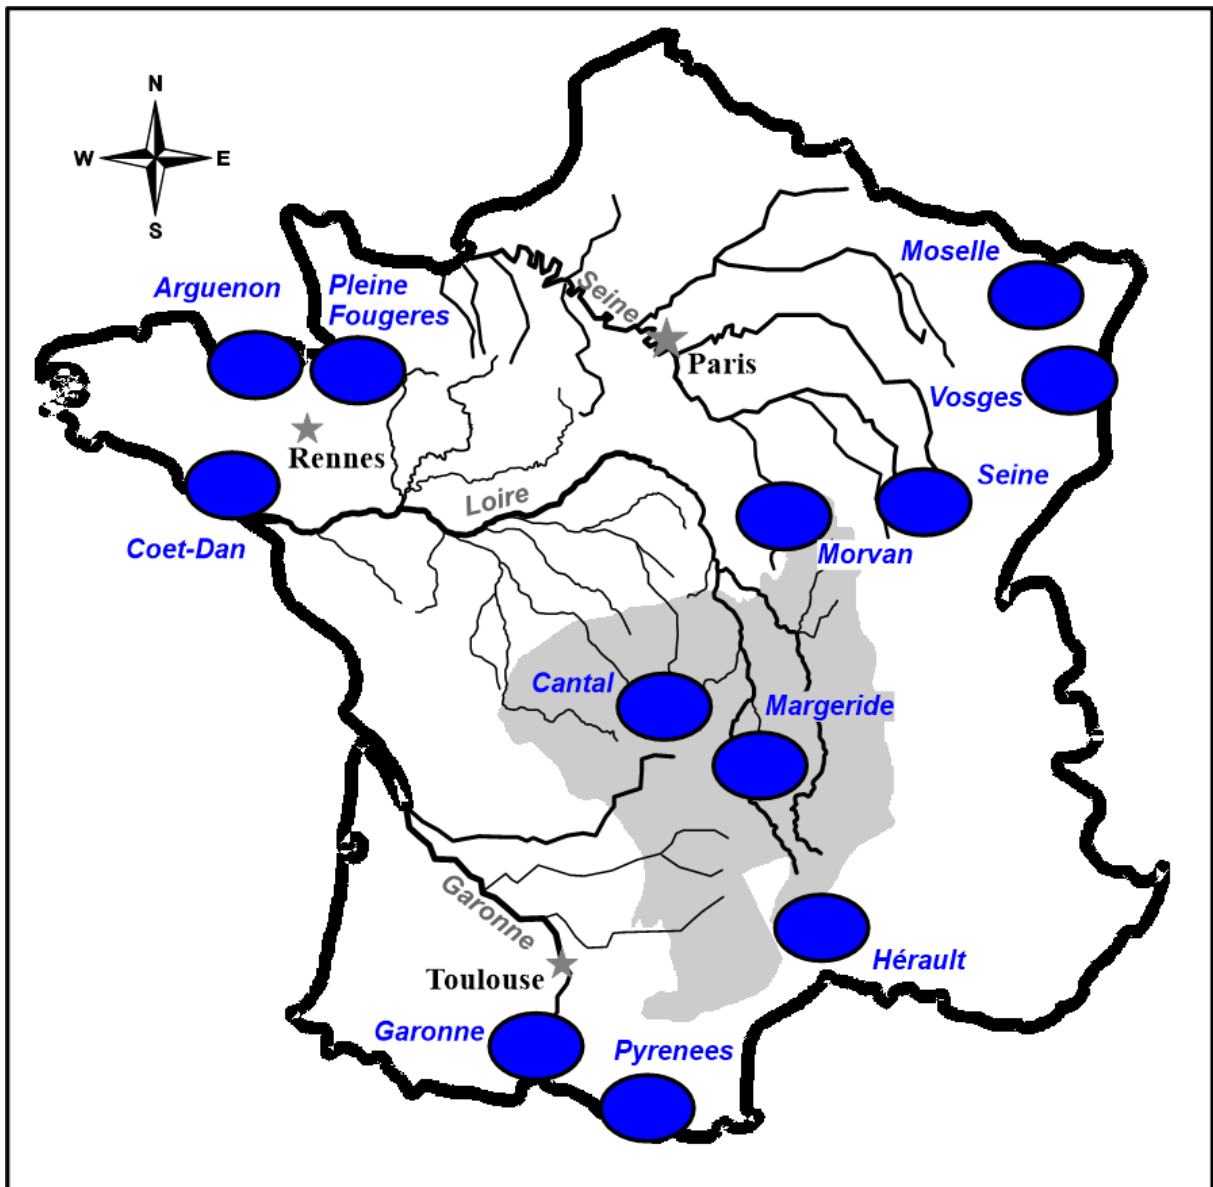 N
W
E
S
Moselle
Arguenon
Pleine
Fougeres
Seine
Paris
Vosges
Rennes
Seine
Loire
Coet-Dan
Morvan
Cantal
Margeride
Garonne
Hérault
Toulouse
Garonne
Pyrenees